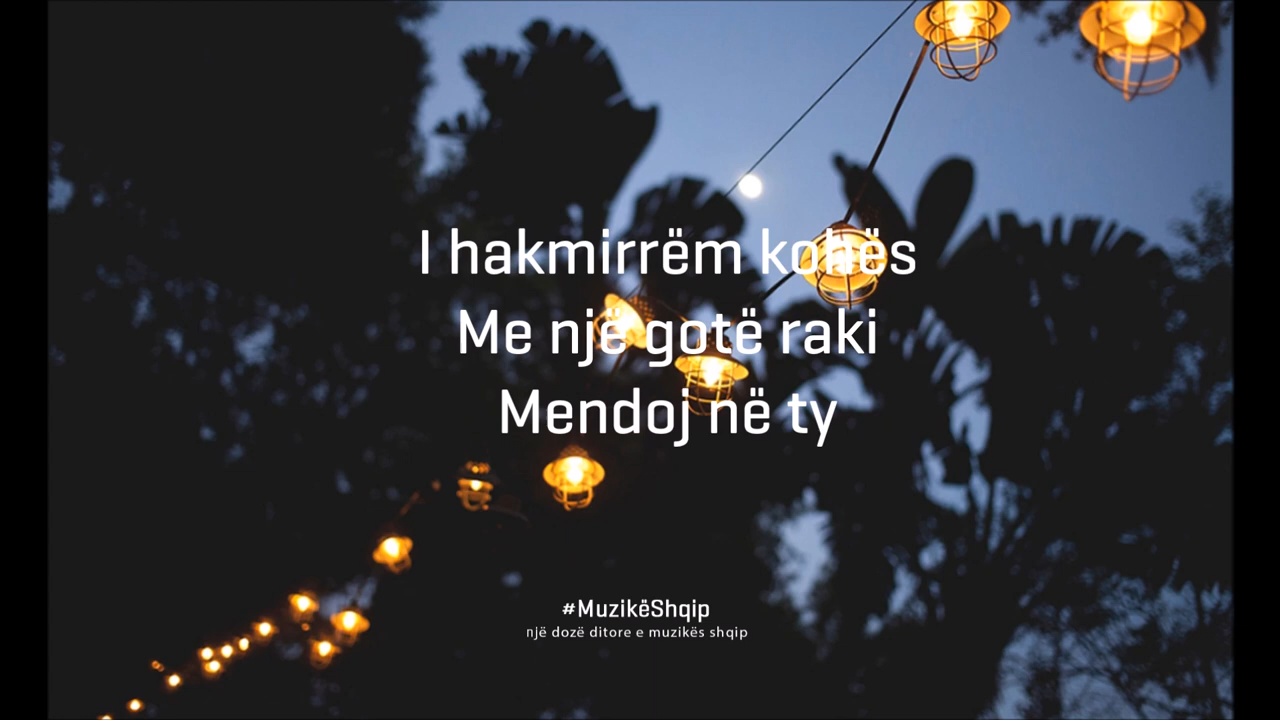 I hakmirrëm kohës
Me një gotë raki
Mendoj në ty
#MuzikëShqip
një dozë ditore e muzikës shqip